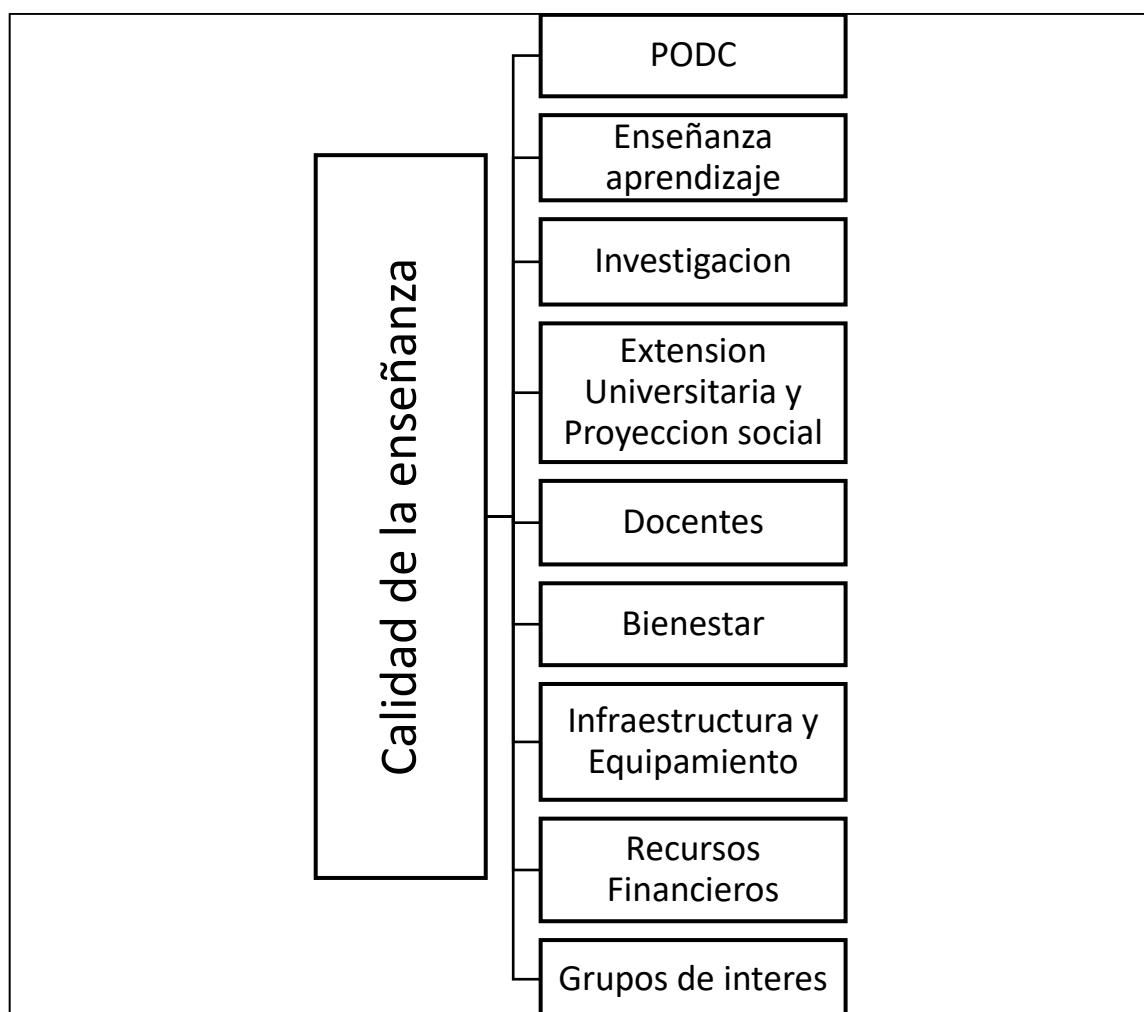 Calidad de la enseñanza
PODC
Enseñanza
aprendizaje
Investigacion
Extension
Universitaria y
Proyeccion social
Docentes
Bienestar
Infraestructura y
Equipamiento
Recursos
Financieros
Grupos de interes